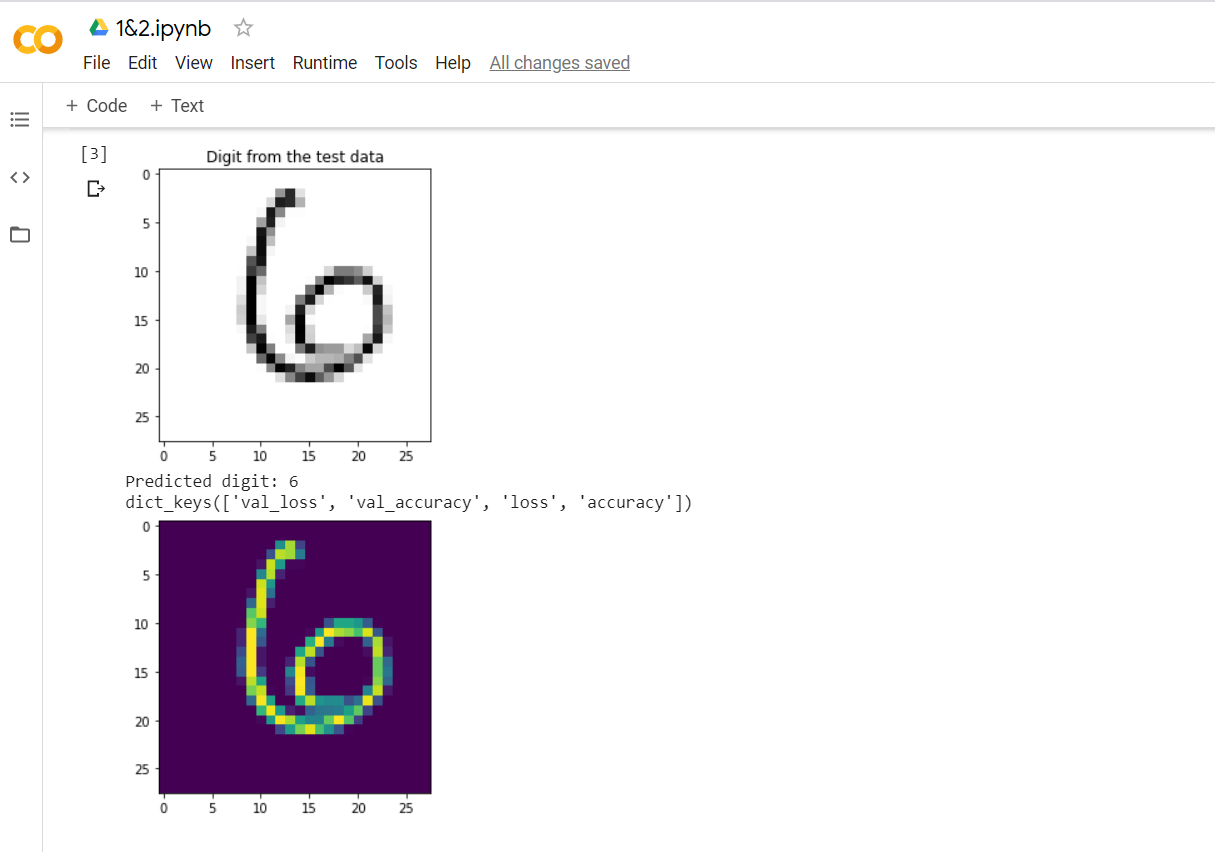 1&2.ipynb
File Edit View Insert Runtime Tools Help All changes saved
+ Code + Text
[3]
Digit from the test data
0
5
10
15
20
25
0 5 10 15 20 25
Predicted digit: 6
dict_keys(['val_loss', 'val_accuracy', 'loss', 'accuracy'])
0
5
10
15
20
25
0 5 10 15 20 25